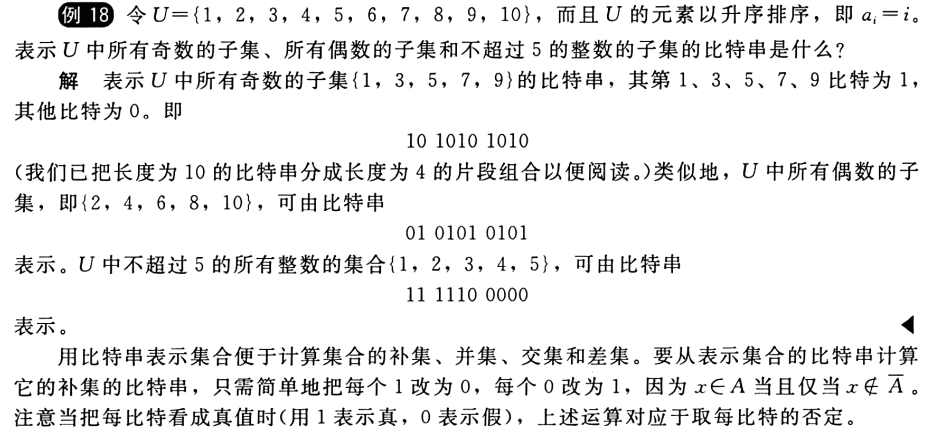 例 18 令 U={1, 2, 3, 4, 5, 6, 7, 8, 9, 10}, 而且 U 的元素以升序排序, 即 aᵢ=i。
表示 U 中所有奇数的子集、所有偶数的子集和不超过 5 的整数的子集的比特串是什么?
解 表示 U 中所有奇数的子集{1, 3, 5, 7, 9}的比特串, 其第 1、3、5、7、9 比特为 1,
其他比特为 0。即
10 1010 1010
(我们已把长度为 10 的比特串分成长度为 4 的片段组合以便阅读。)类似地, U 中所有偶数的子
集, 即{2, 4, 6, 8, 10}, 可由比特串
01 0101 0101
表示。U 中不超过 5 的所有整数的集合{1, 2, 3, 4, 5}, 可由比特串
11 1110 0000
表示。 ◀
用比特串表示集合便于计算集合的补集、并集、交集和差集。要从表示集合的比特串计算
它的补集的比特串, 只需简单地把每个 1 改为 0, 每个 0 改为 1, 因为 x∈A 当且仅当 x∉A̅。
注意当把每比特看成真值时(用 1 表示真, 0 表示假), 上述运算对应于取每比特的否定。